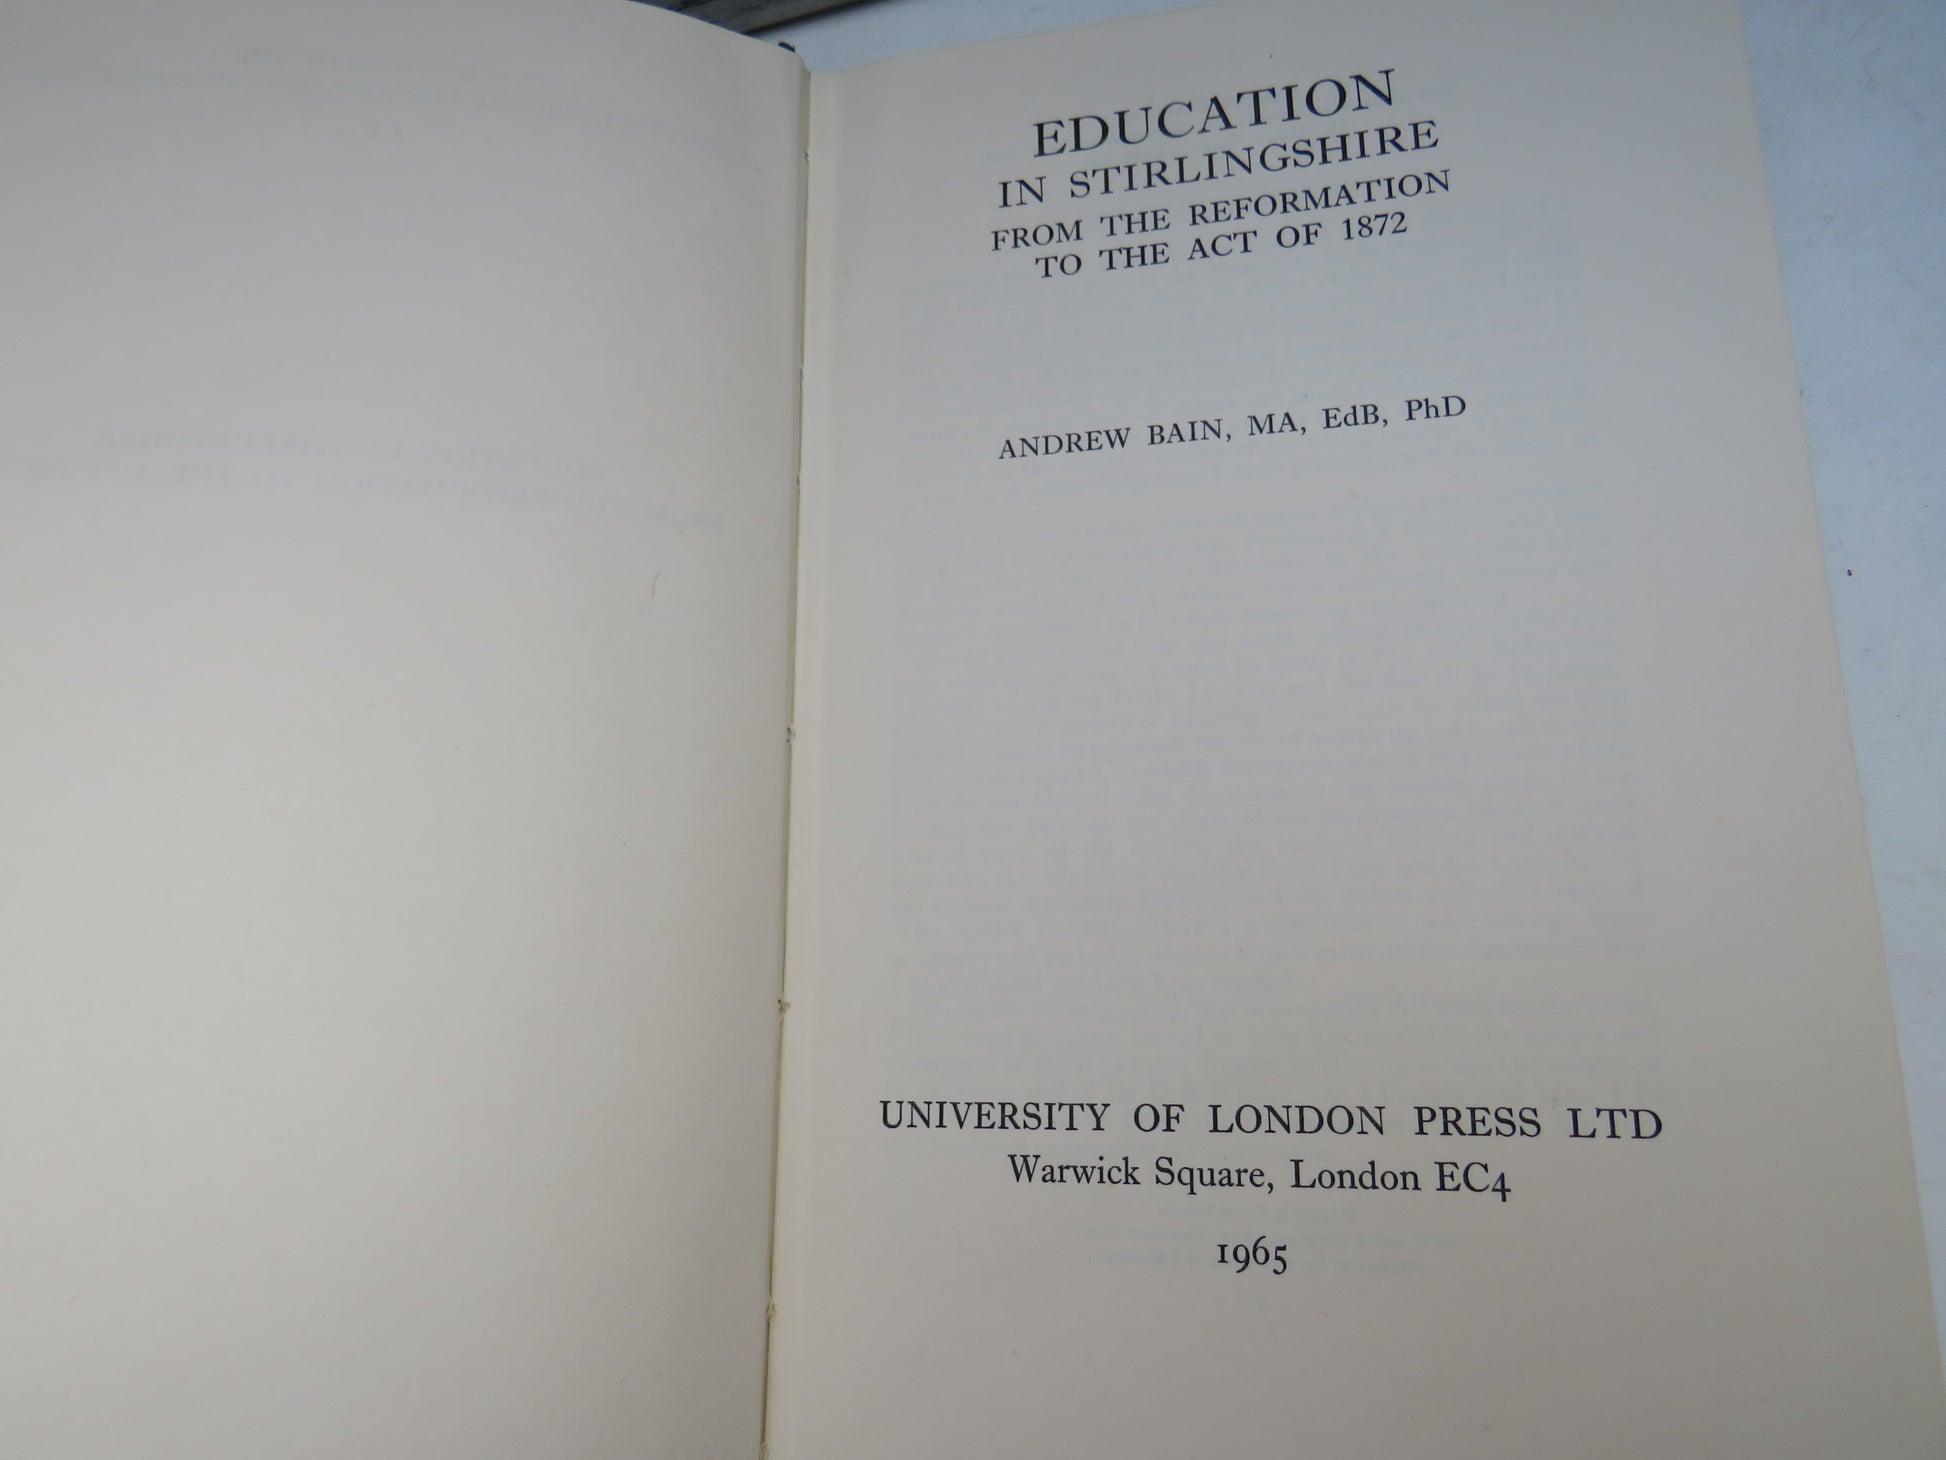 EDUCATION
IN STIRLINGSHIRE
FROM THE REFORMATION
TO THE ACT OF 1872
ANDREW BAIN, MA, EdB, PhD
UNIVERSITY OF LONDON PRESS LTD
Warwick Square, London EC4
1965